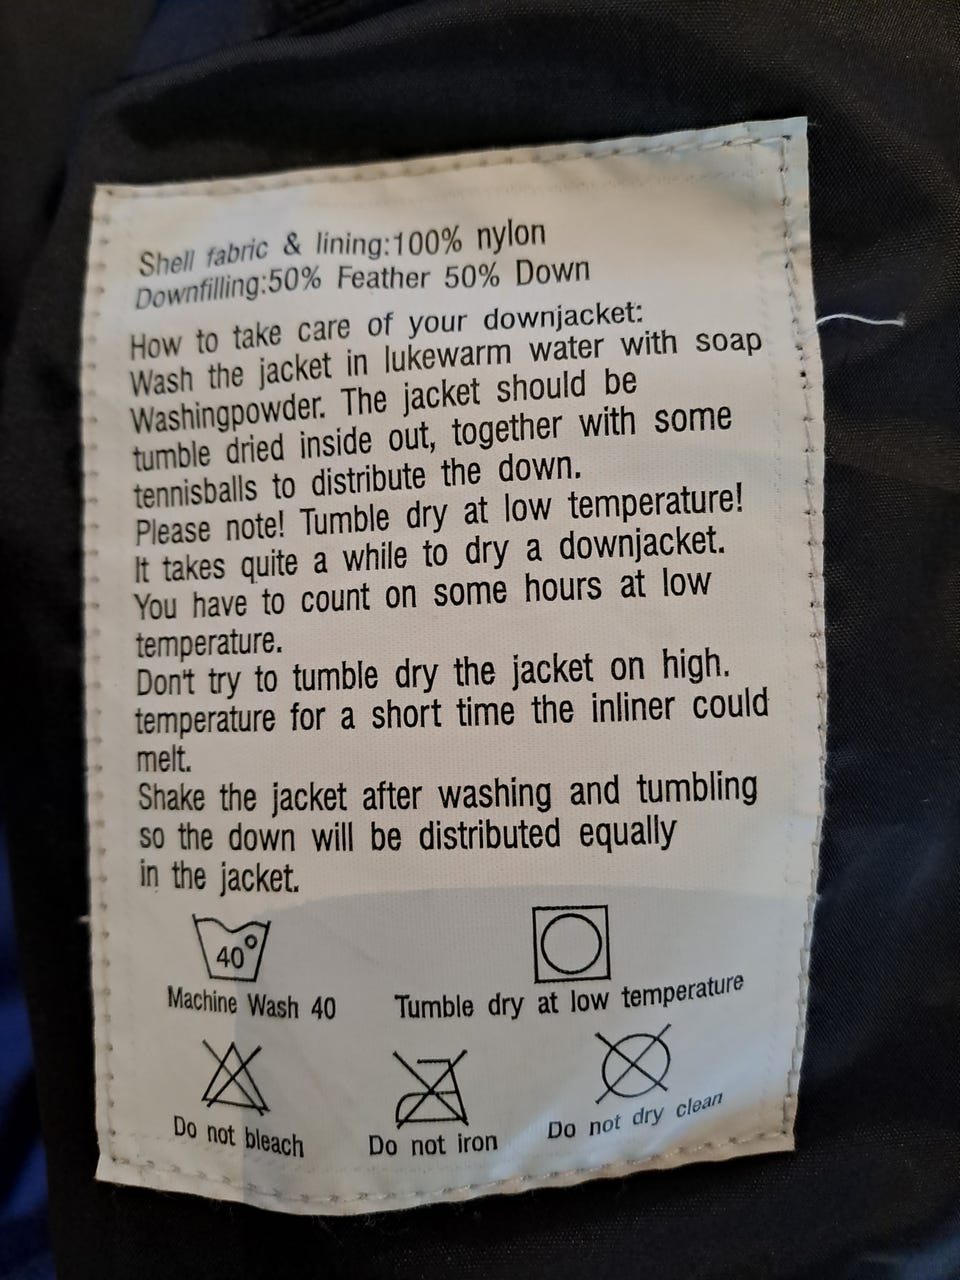 Shell fabric & lining:100% nylon
Downfilling:50% Feather 50% Down
How to take care of your downjacket:
Wash the jacket in lukewarm water with soap
Washingpowder. The jacket should be
tumble dried inside out, together with some
tennisballs to distribute the down.
Please note! Tumble dry at low temperature!
It takes quite a while to dry a downjacket.
You have to count on some hours at low
temperature.
Don't try to tumble dry the jacket on high.
temperature for a short time the inliner could
melt.
Shake the jacket after washing and tumbling
so the down will be distributed equally
in the jacket.
40°
Machine Wash 40 Tumble dry at low temperature
Do not bleach Do not iron Do not dry clean